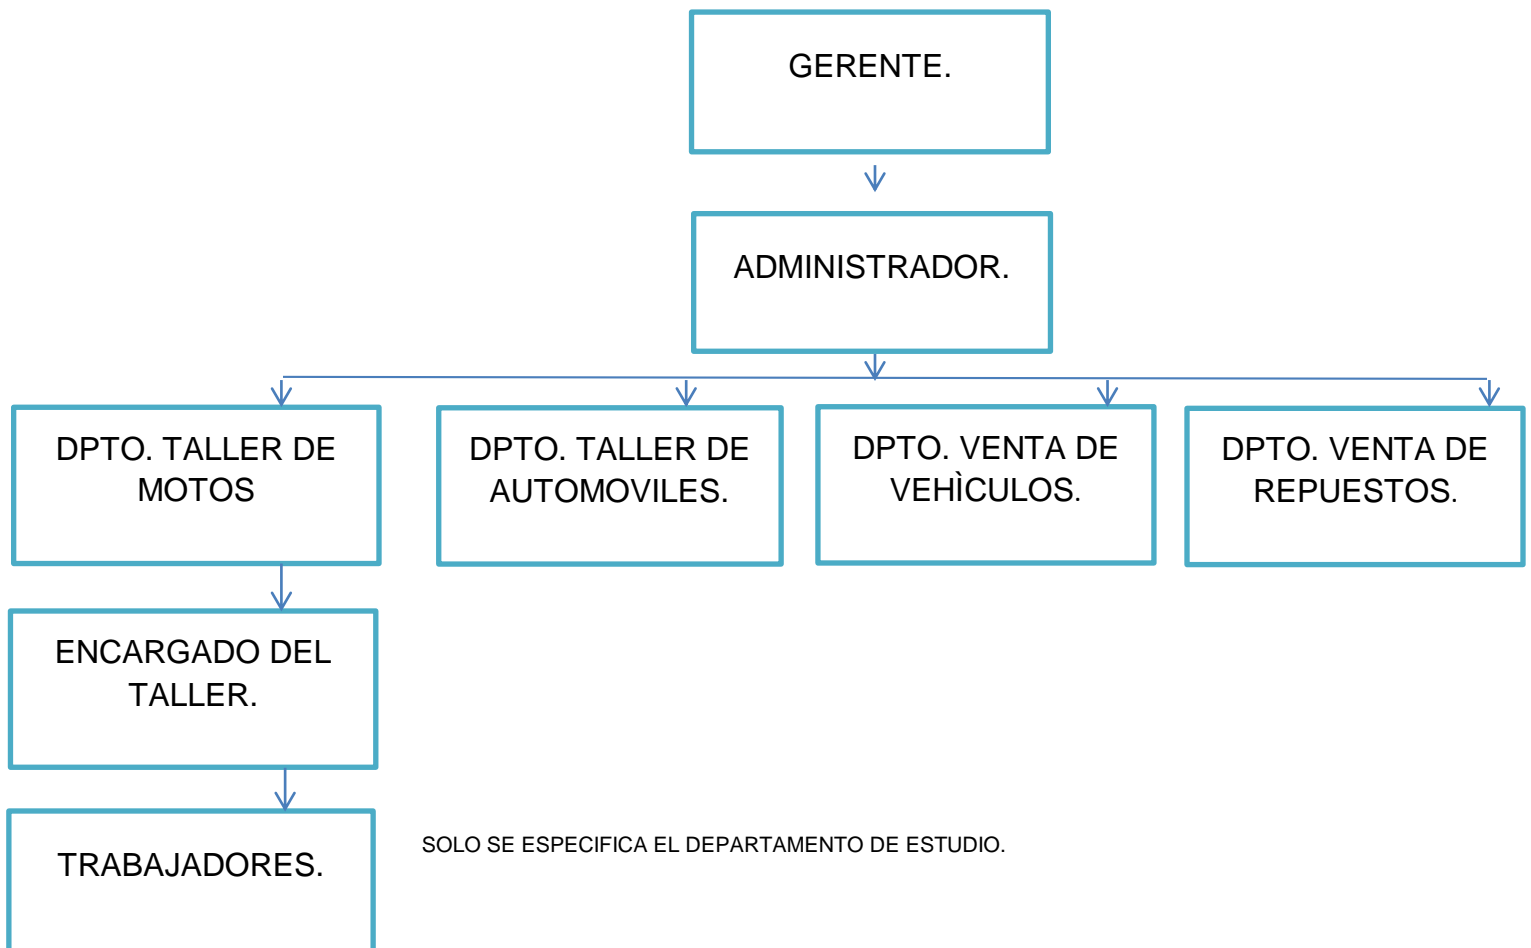 GERENTE.
ADMINISTRADOR.
DPTO. TALLER DE
MOTOS
DPTO. TALLER DE
AUTOMOVILES.
DPTO. VENTA DE
VEHÌCULOS.
DPTO. VENTA DE
REPUESTOS.
ENCARGADO DEL
TALLER.
TRABAJADORES.
SOLO SE ESPECIFICA EL DEPARTAMENTO DE ESTUDIO.